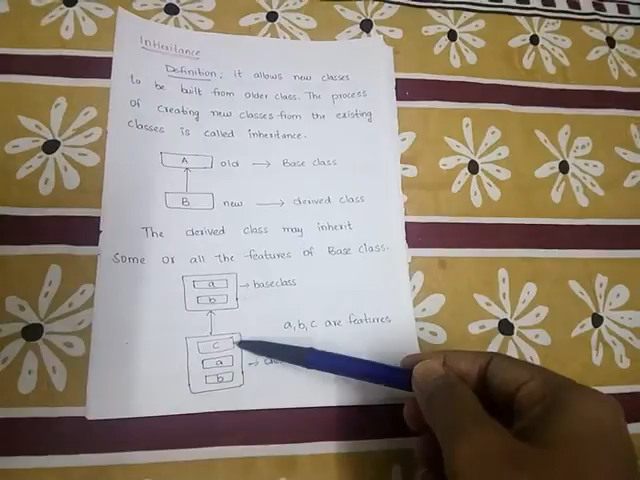 Inheritance
Definition: it allows new classes
to be built from older class. The process
of creating new classes from the existing
classes is called inheritance.
A old → Base class
B new → derived class
The derived class may inherit
Some or all the features of Base class.
a → baseclass
b
a, b, c are features
c
a →
b